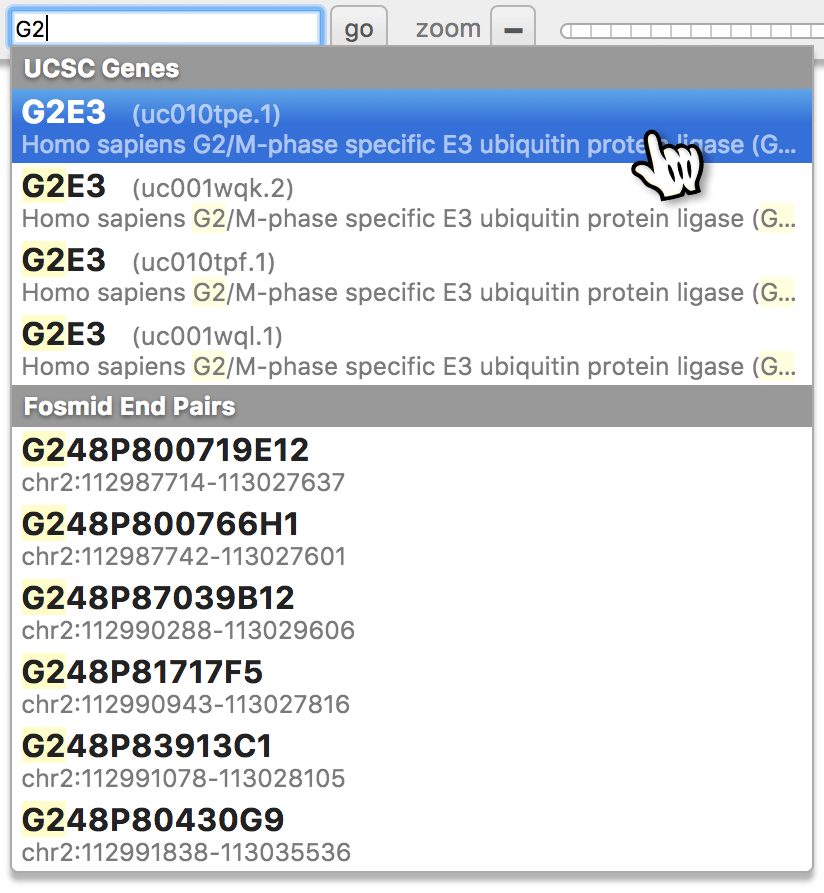 G2 go zoom −
UCSC Genes
G2E3 (uc010tpe.1)
Homo sapiens G2/M-phase specific E3 ubiquitin protein ligase (G...
G2E3 (uc001wqk.2)
Homo sapiens G2/M-phase specific E3 ubiquitin protein ligase (G...
G2E3 (uc010tpf.1)
Homo sapiens G2/M-phase specific E3 ubiquitin protein ligase (G...
G2E3 (uc001wql.1)
Homo sapiens G2/M-phase specific E3 ubiquitin protein ligase (G...
Fosmid End Pairs
G248P800719E12
chr2:112987714-113027637
G248P800766H1
chr2:112987742-113027601
G248P87039B12
chr2:112990288-113029606
G248P81717F5
chr2:112990943-113027816
G248P83913C1
chr2:112991078-113028105
G248P80430G9
chr2:112991838-113035536